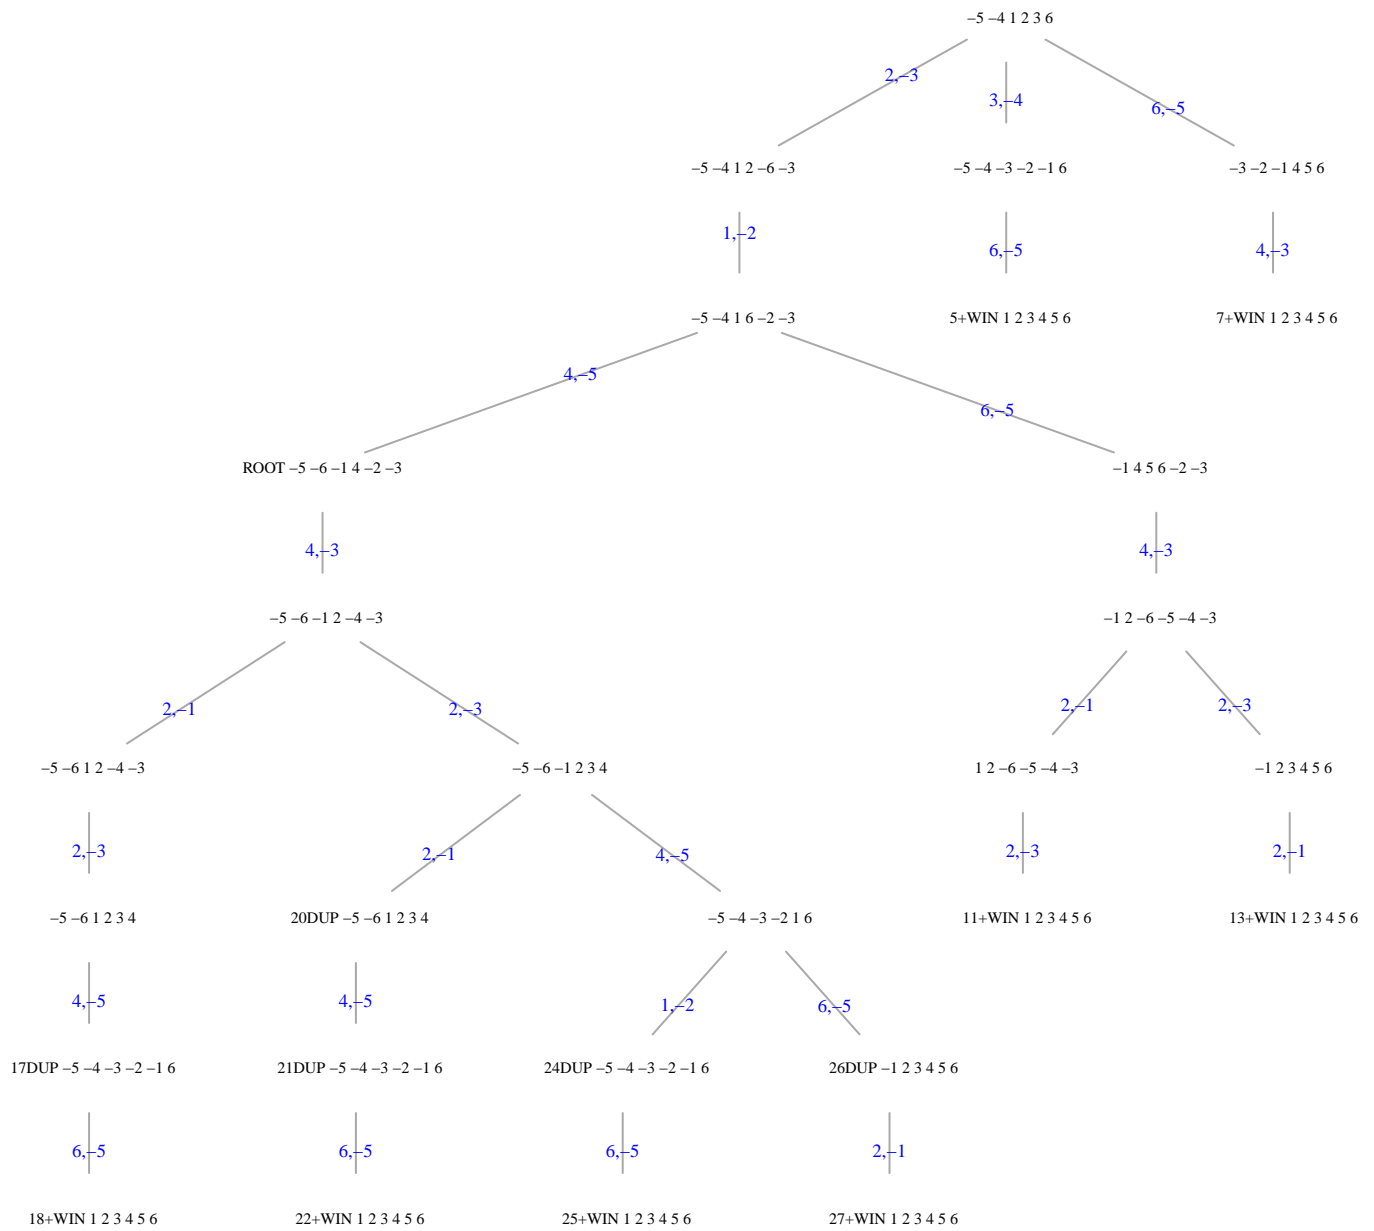 −5 −4 1 2 3 6
2,−3
3,−4
6,−5
−5 −4 1 2 −6 −3
−5 −4 −3 −2 −1 6
−3 −2 −1 4 5 6
1,−2
6,−5
4,−3
−5 −4 1 6 −2 −3
5+WIN 1 2 3 4 5 6
7+WIN 1 2 3 4 5 6
4,−5
6,−5
ROOT −5 −6 −1 4 −2 −3
−1 4 5 6 −2 −3
4,−3
4,−3
−5 −6 −1 2 −4 −3
−1 2 −6 −5 −4 −3
2,−1
2,−3
2,−1
2,−3
−5 −6 1 2 −4 −3
−5 −6 −1 2 3 4
1 2 −6 −5 −4 −3
−1 2 3 4 5 6
2,−3
2,−1
4,−5
2,−3
2,−1
−5 −6 1 2 3 4
20DUP −5 −6 1 2 3 4
−5 −4 −3 −2 1 6
11+WIN 1 2 3 4 5 6
13+WIN 1 2 3 4 5 6
4,−5
4,−5
1,−2
6,−5
17DUP −5 −4 −3 −2 −1 6
21DUP −5 −4 −3 −2 −1 6
24DUP −5 −4 −3 −2 −1 6
26DUP −1 2 3 4 5 6
6,−5
6,−5
6,−5
2,−1
18+WIN 1 2 3 4 5 6
22+WIN 1 2 3 4 5 6
25+WIN 1 2 3 4 5 6
27+WIN 1 2 3 4 5 6